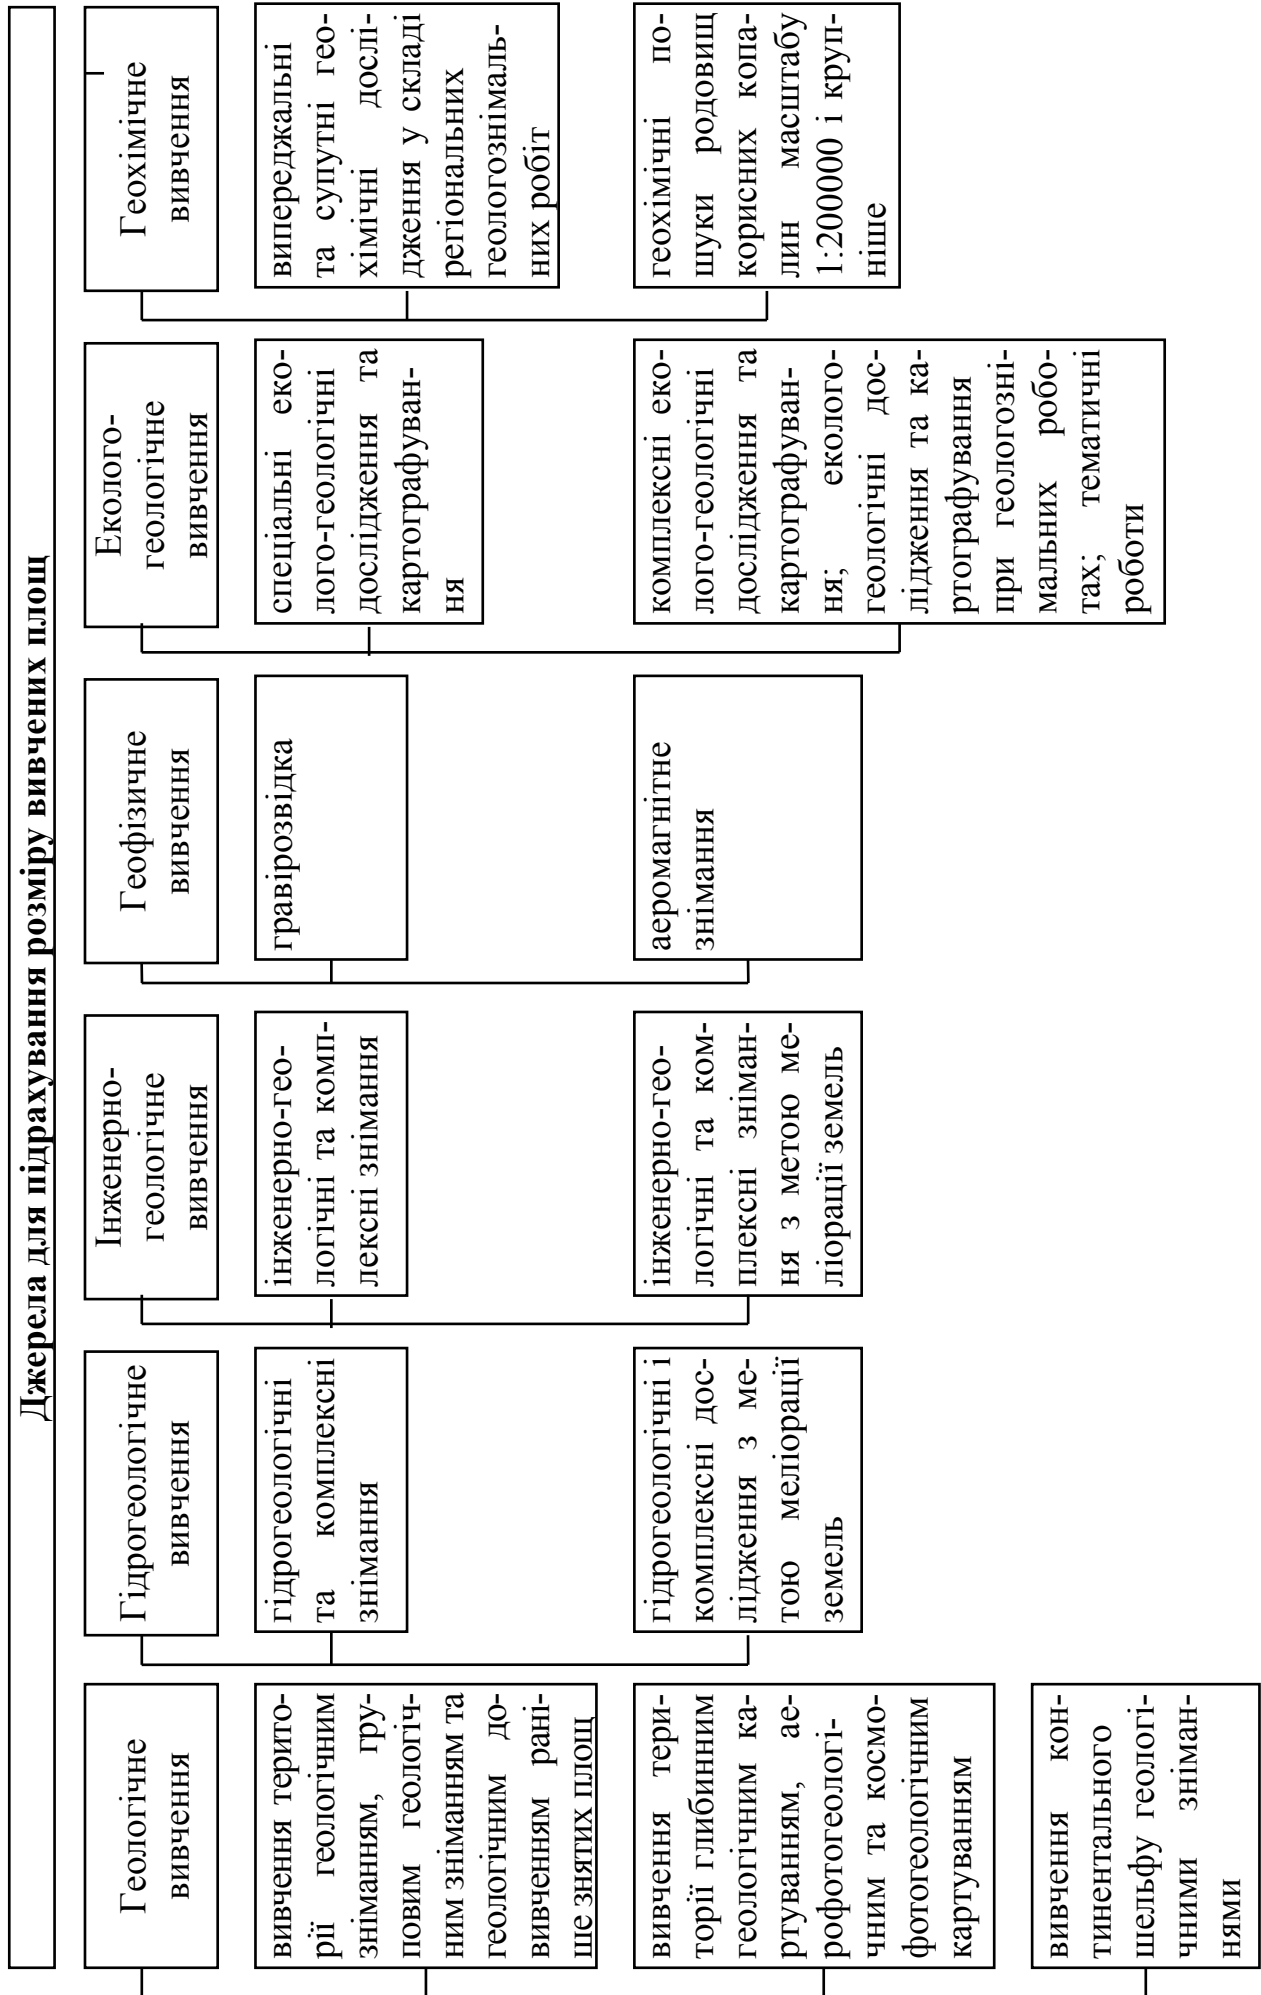 Джерела для підрахування розміру вивчених площ
Геологічне
вивчення
вивчення терито-
рії геологічним
зніманням, гру-
повим геологіч-
ним зніманням та
геологічним до-
вивченням рані-
ше знятих площ
вивчення тери-
торії глибинним
геологічним ка-
ртуванням, ае-
рофотогеологі-
чним та космо-
фотогеологічним
картуванням
вивчення кон-
тинентального
шельфу геологі-
чними зніман-
нями
Гідрогеологічне
вивчення
гідрогеологічні
та комплексні
знімання
гідрогеологічні і
комплексні дос-
лідження з ме-
тою меліорації
земель
Інженерно-
геологічне
вивчення
інженерно-гео-
логічні та комп-
лексні знімання
інженерно-гео-
логічні та ком-
плексні зніман-
ня з метою ме-
ліорації земель
Геофізичне
вивчення
гравірозвідка
аеромагнітне
знімання
Еколого-
геологічне
вивчення
спеціальні еко-
лого-геологічні
дослідження та
картографуван-
ня
комплексні еко-
лого-геологічні
дослідження та
картографуван-
ня; еколого-
геологічні дос-
лідження та ка-
ртографування
при геологозні-
мальних робо-
тах; тематичні
роботи
Геохімічне
вивчення
випереджальні
та супутні гео-
хімічні дослі-
дження у складі
регіональних
геологознімаль-
них робіт
геохімічні по-
шуки родовищ
корисних копа-
лин масштабу
1:200000 і круп-
ніше